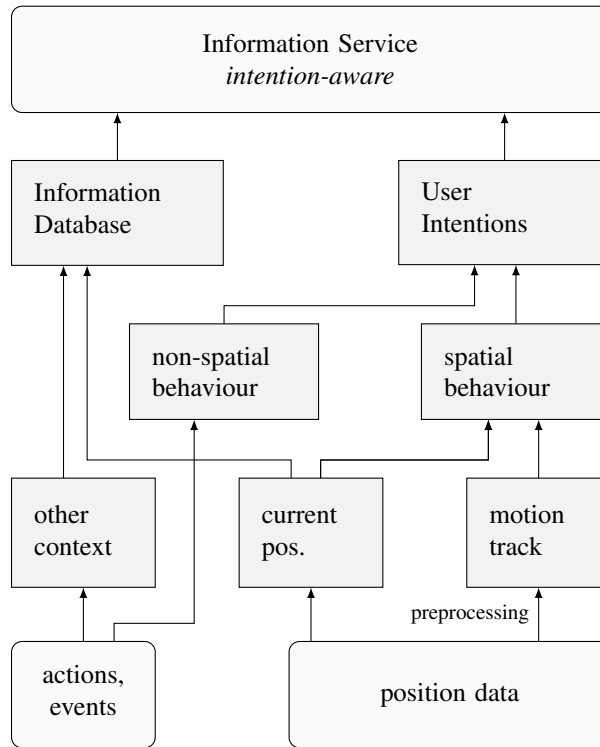 Information Service
intention-aware
Information
Database
User
Intentions
non-spatial
behaviour
spatial
behaviour
other
context
current
pos.
motion
track
preprocessing
actions,
events
position data